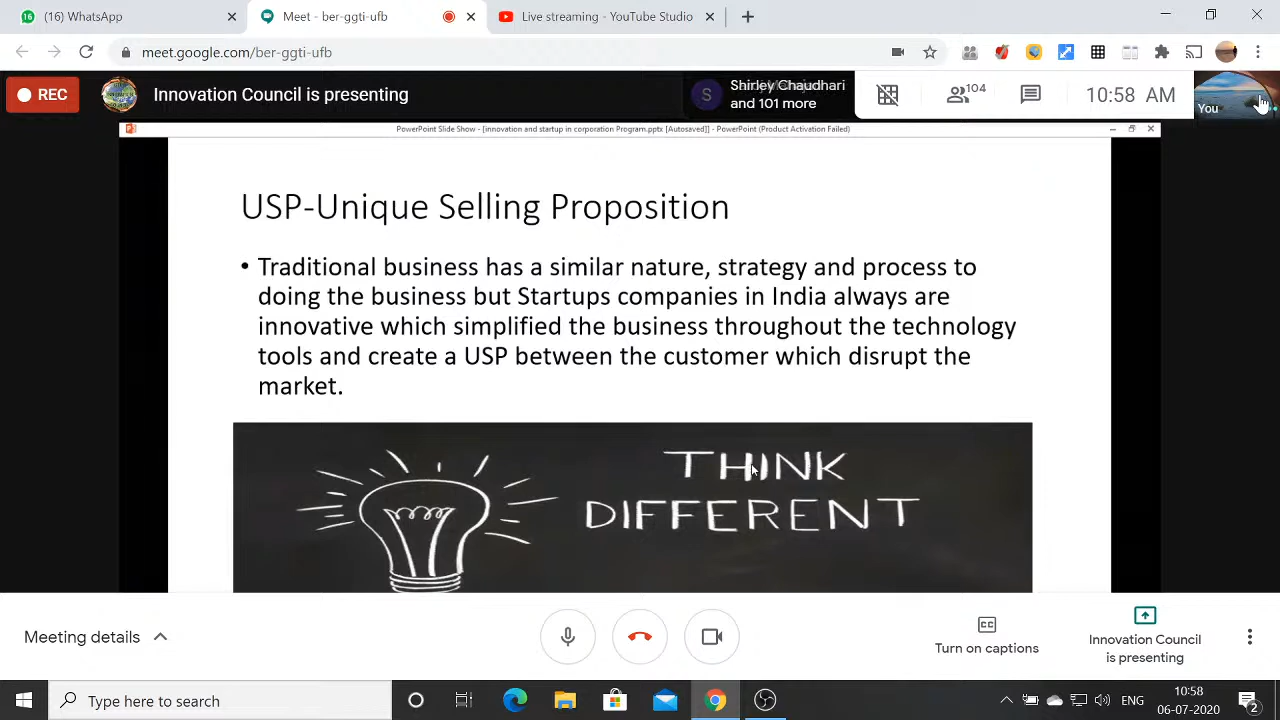 (16) WhatsApp
Meet - ber-ggti-ufb
Live streaming - YouTube Studio
meet.google.com/ber-ggti-ufb
REC
Innovation Council is presenting
S
Shirley Chaudhari
and 101 more
104
10:58 AM
You
PowerPoint Slide Show - [innovation and startup in corporation Program.pptx [Autosaved]] - PowerPoint (Product Activation Failed)
USP-Unique Selling Proposition
• Traditional business has a similar nature, strategy and process to
doing the business but Startups companies in India always are
innovative which simplified the business throughout the technology
tools and create a USP between the customer which disrupt the
market.
THINK
DIFFERENT
Meeting details
CC
Turn on captions
Innovation Council
is presenting
Type here to search
ENG
10:58
06-07-2020
2